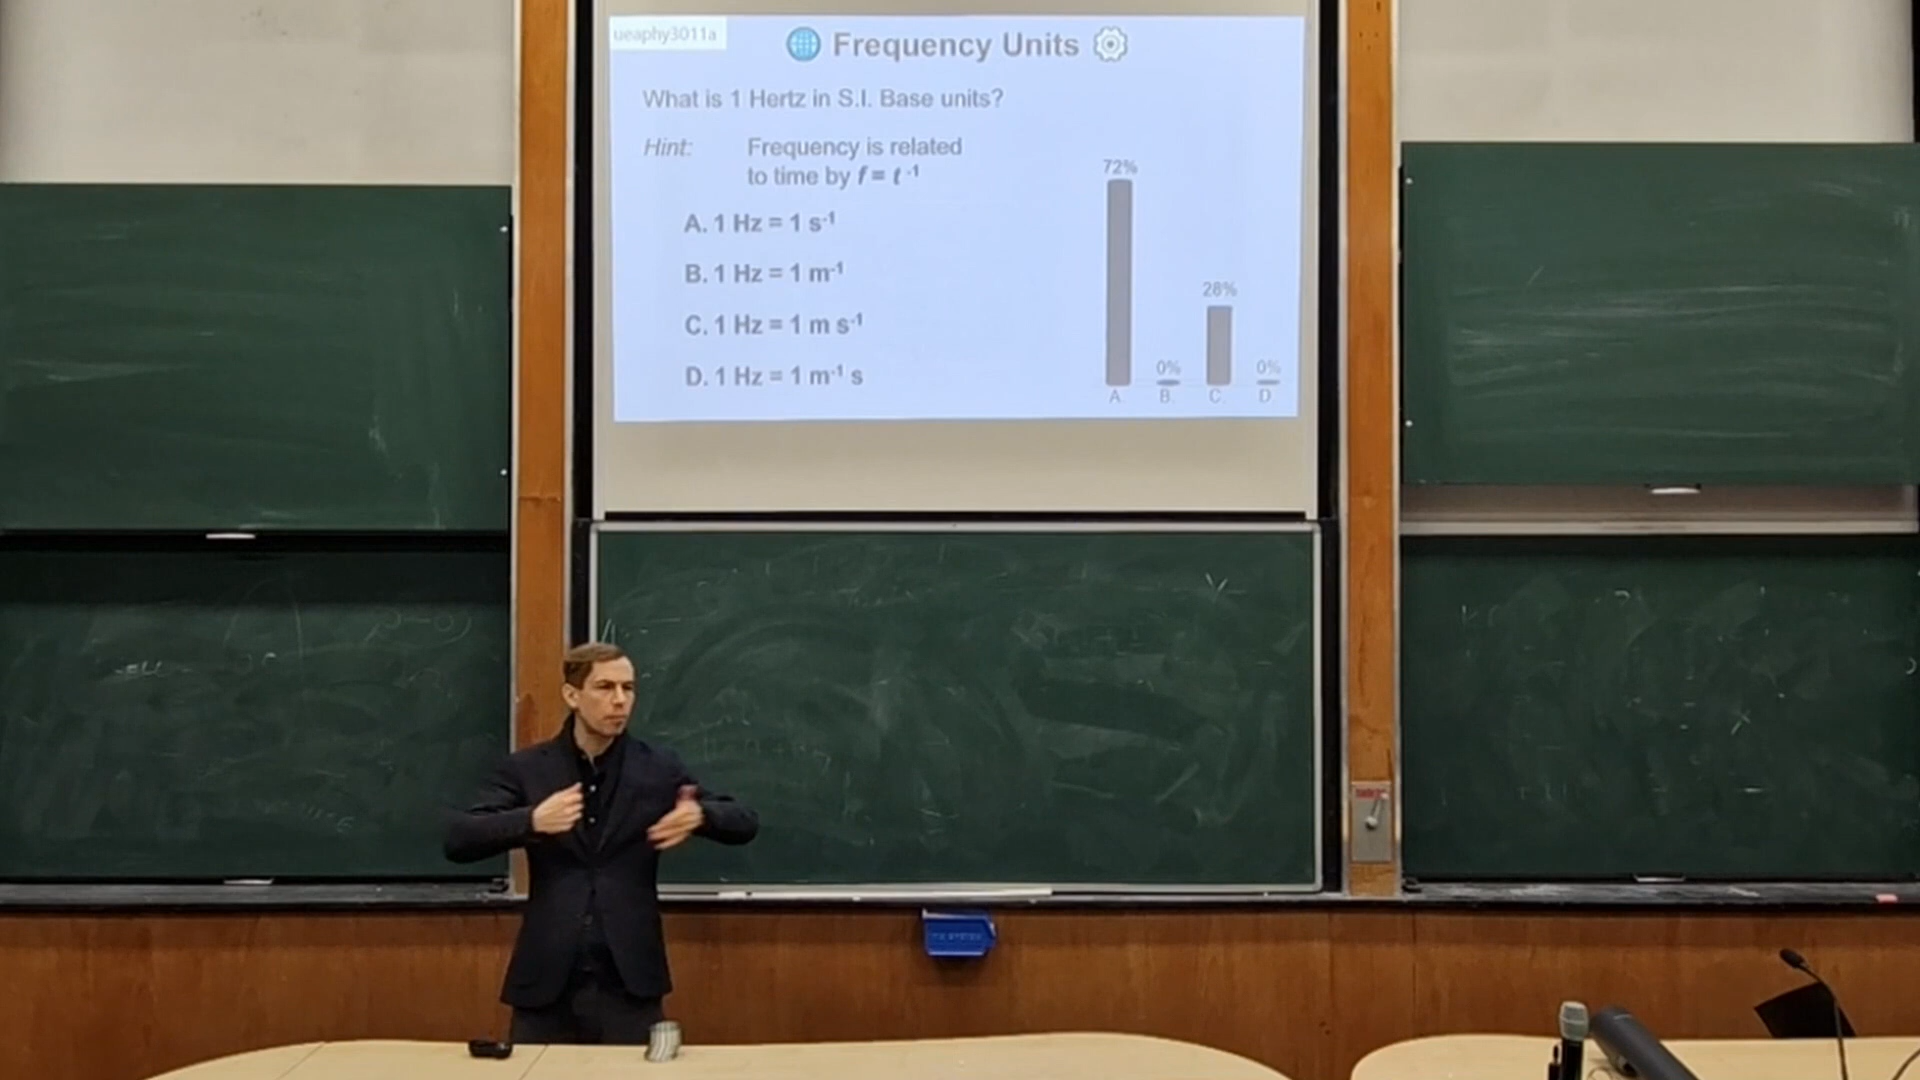 ueaphy3011a
Frequency Units
What is 1 Hertz in S.I. Base units?
Hint: Frequency is related
to time by f = t⁻¹
A. 1 Hz = 1 s⁻¹
B. 1 Hz = 1 m⁻¹
C. 1 Hz = 1 m s⁻¹
D. 1 Hz = 1 m⁻¹ s
72%
0%
28%
0%
A. B. C. D.